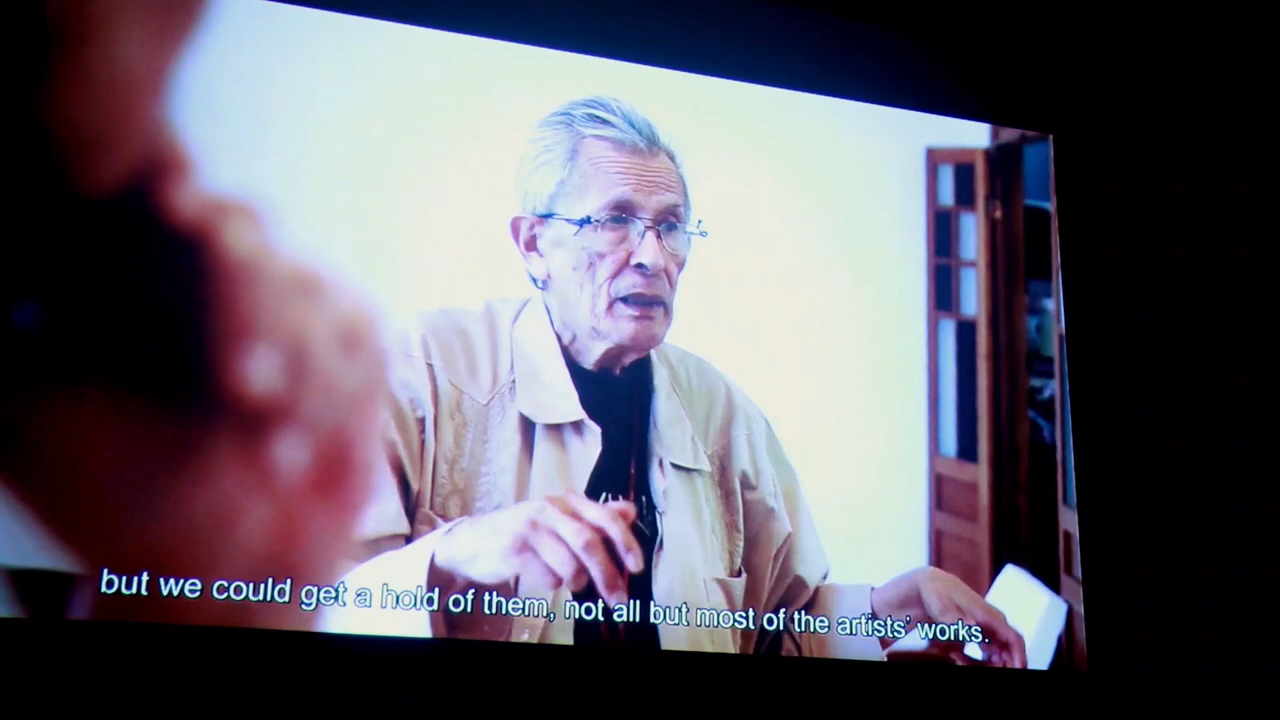 but we could get a hold of them, not all but most of the artists' works.